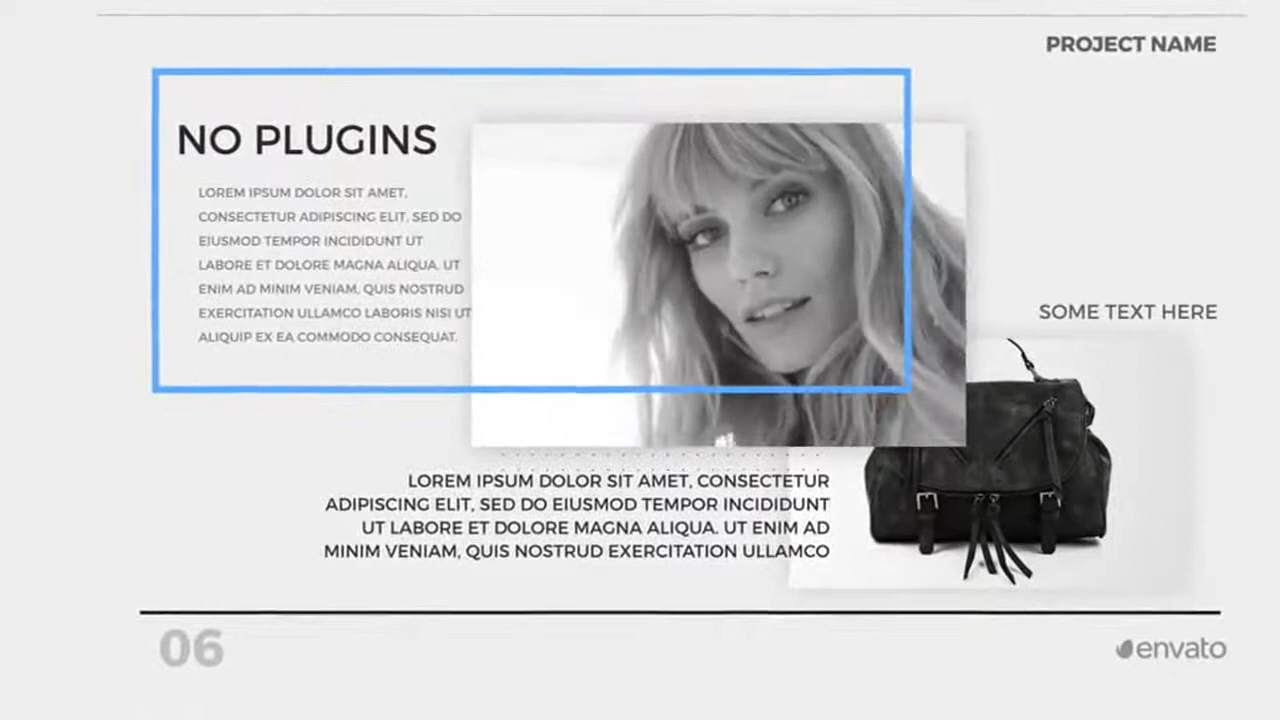 PROJECT NAME
NO PLUGINS
LOREM IPSUM DOLOR SIT AMET,
CONSECTETUR ADIPISCING ELIT, SED DO
EIUSMOD TEMPOR INCIDIDUNT UT
LABORE ET DOLORE MAGNA ALIQUA. UT
ENIM AD MINIM VENIAM, QUIS NOSTRUD
EXERCITATION ULLAMCO LABORIS NISI UT
ALIQUIP EX EA COMMODO CONSEQUAT.
SOME TEXT HERE
LOREM IPSUM DOLOR SIT AMET, CONSECTETUR
ADIPISCING ELIT, SED DO EIUSMOD TEMPOR INCIDIDUNT
UT LABORE ET DOLORE MAGNA ALIQUA. UT ENIM AD
MINIM VENIAM, QUIS NOSTRUD EXERCITATION ULLAMCO
06
envato